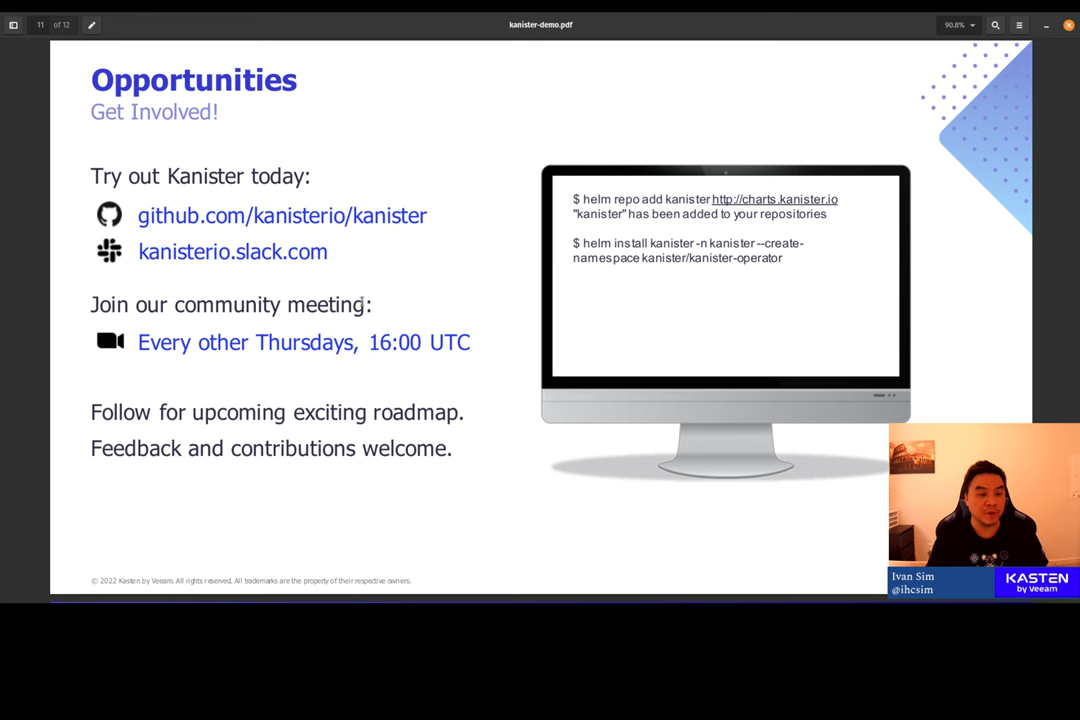 11 of 12
kanister-demo.pdf
90.8%
Opportunities
Get Involved!
Try out Kanister today:
github.com/kanisterio/kanister
kanisterio.slack.com
Join our community meeting:
Every other Thursdays, 16:00 UTC
Follow for upcoming exciting roadmap.
Feedback and contributions welcome.
$ helm repo add kanister http://charts.kanister.io
"kanister" has been added to your repositories
$ helm install kanister -n kanister --create-
namespace kanister/kanister-operator
© 2022 Kasten by Veeam. All rights reserved. All trademarks are the property of their respective owners.
Ivan Sim
@ihcsim
KASTEN
by Veeam